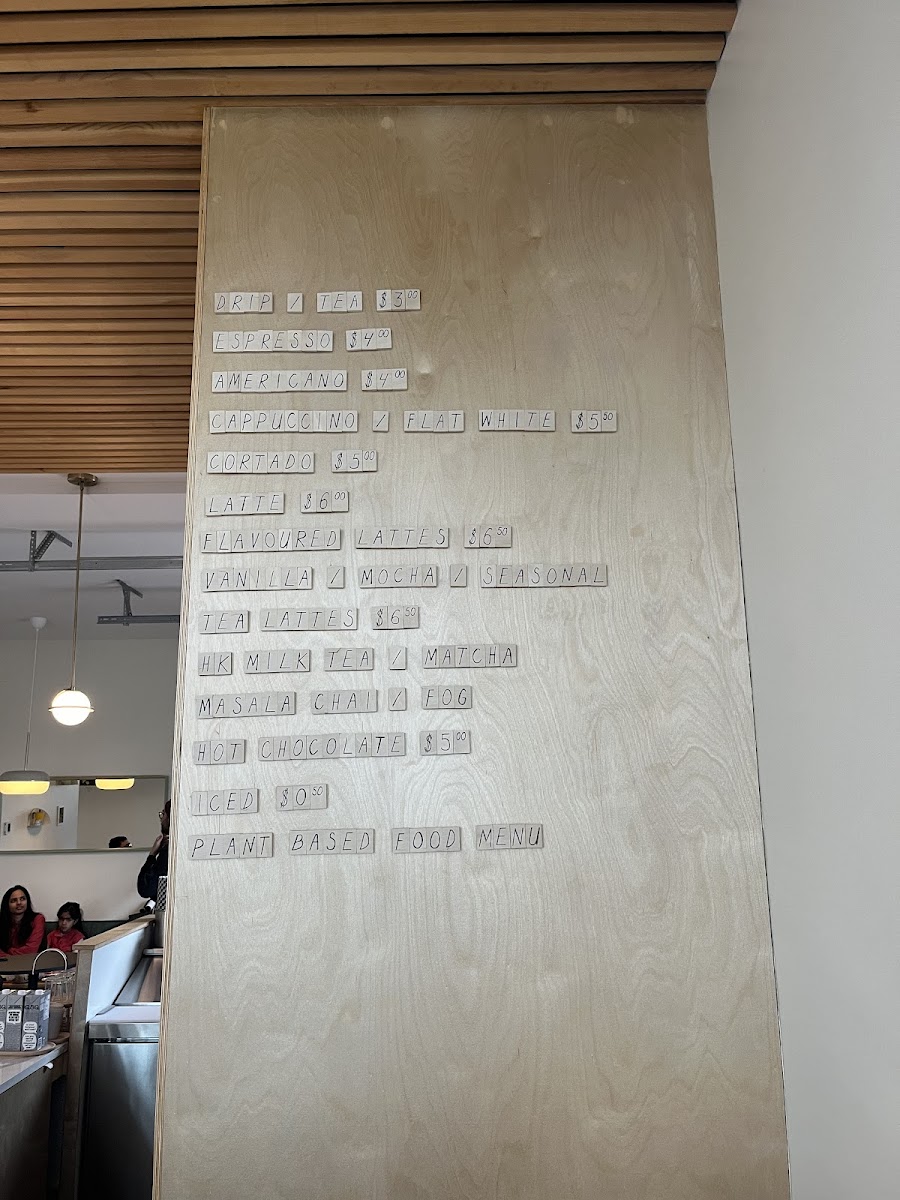 DRIP / TEA $3.00
ESPRESSO $4.00
AMERICANO $4.00
CAPPUCCINO / FLAT WHITE $5.50
CORTADO $5.00
LATTE $6.00
FLAVOURED LATTES $6.50
VANILLA / MOCHA / SEASONAL
TEA LATTES $6.50
HK MILK TEA / MATCHA
MASALA CHAI / FOG
HOT CHOCOLATE $5.00
ICED $0.50
PLANT BASED FOOD MENU